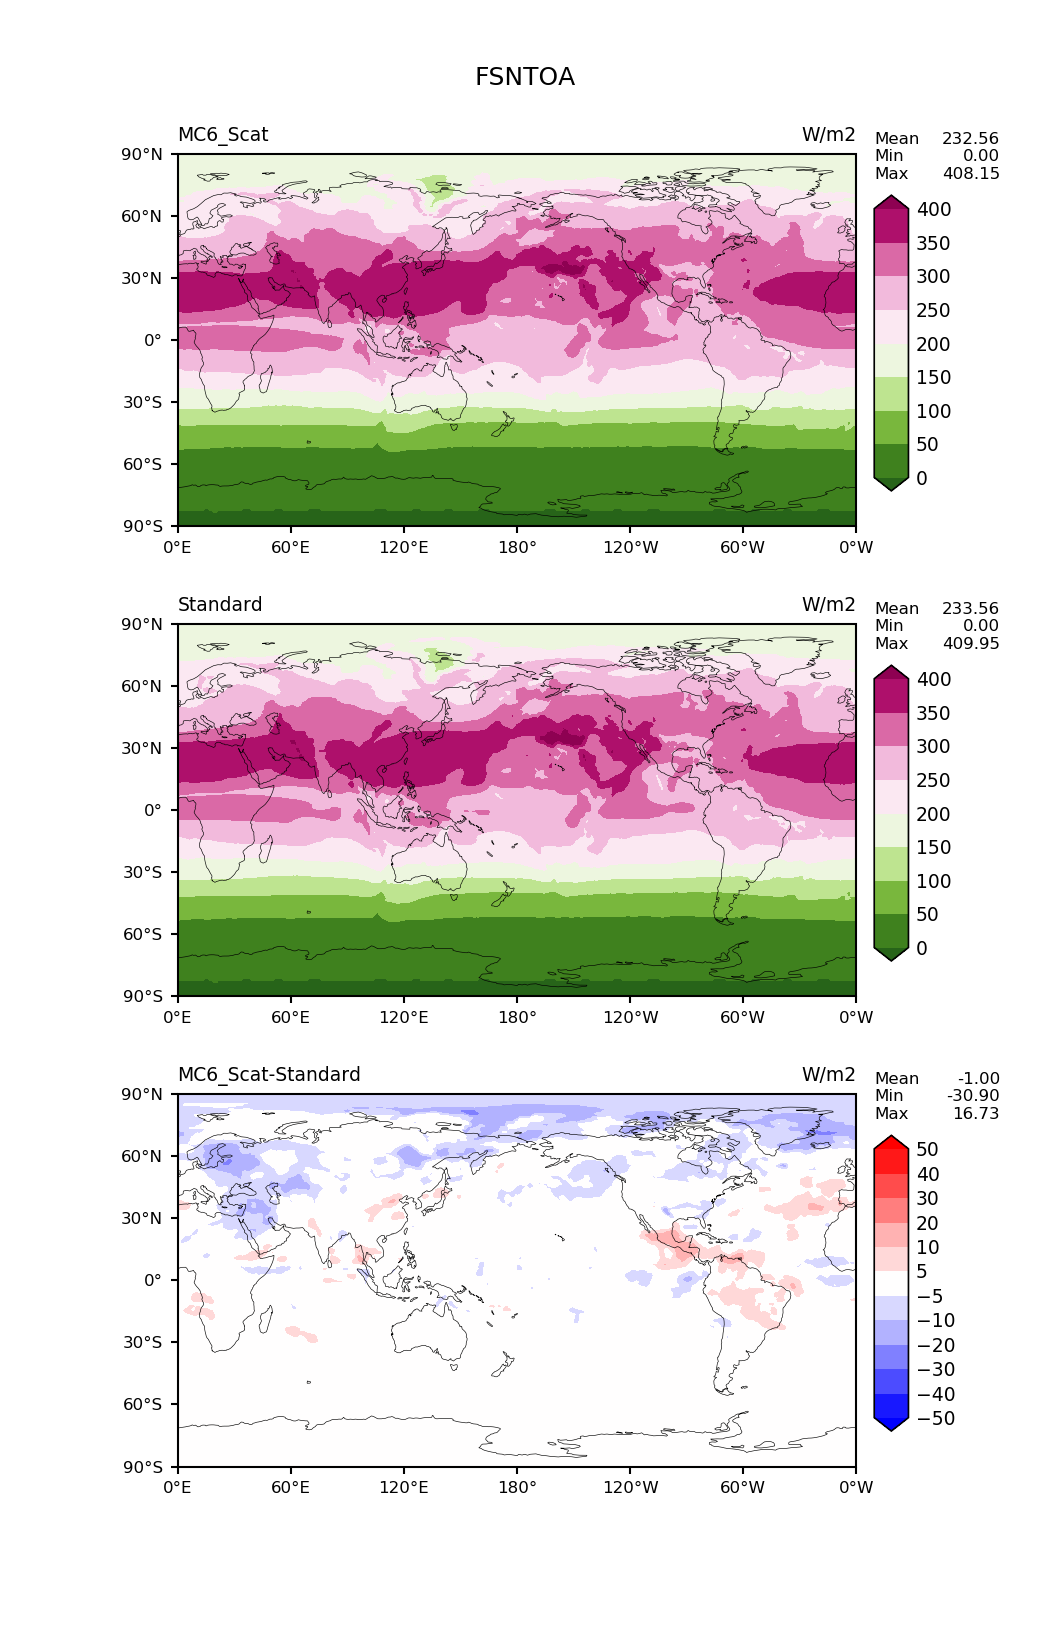 FSNTOA
MC6_Scat W/m2
Mean 232.56
Min 0.00
Max 408.15
90°N
60°N
30°N
0°
30°S
60°S
90°S
0°E 60°E 120°E 180° 120°W 60°W 0°W
400
350
300
250
200
150
100
50
0
Standard W/m2
Mean 233.56
Min 0.00
Max 409.95
90°N
60°N
30°N
0°
30°S
60°S
90°S
0°E 60°E 120°E 180° 120°W 60°W 0°W
400
350
300
250
200
150
100
50
0
MC6_Scat-Standard W/m2
Mean -1.00
Min -30.90
Max 16.73
90°N
60°N
30°N
0°
30°S
60°S
90°S
0°E 60°E 120°E 180° 120°W 60°W 0°W
50
40
30
20
10
5
−5
−10
−20
−30
−40
−50